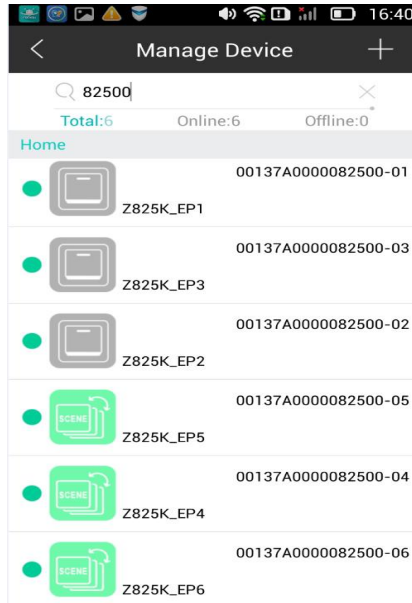 16:40
Manage Device
82500
Total:6 Online:6 Offline:0
Home
00137A0000082500-01
Z825K_EP1
00137A0000082500-03
Z825K_EP3
00137A0000082500-02
Z825K_EP2
00137A0000082500-05
SCENE
Z825K_EP5
00137A0000082500-04
SCENE
Z825K_EP4
00137A0000082500-06
SCENE
Z825K_EP6